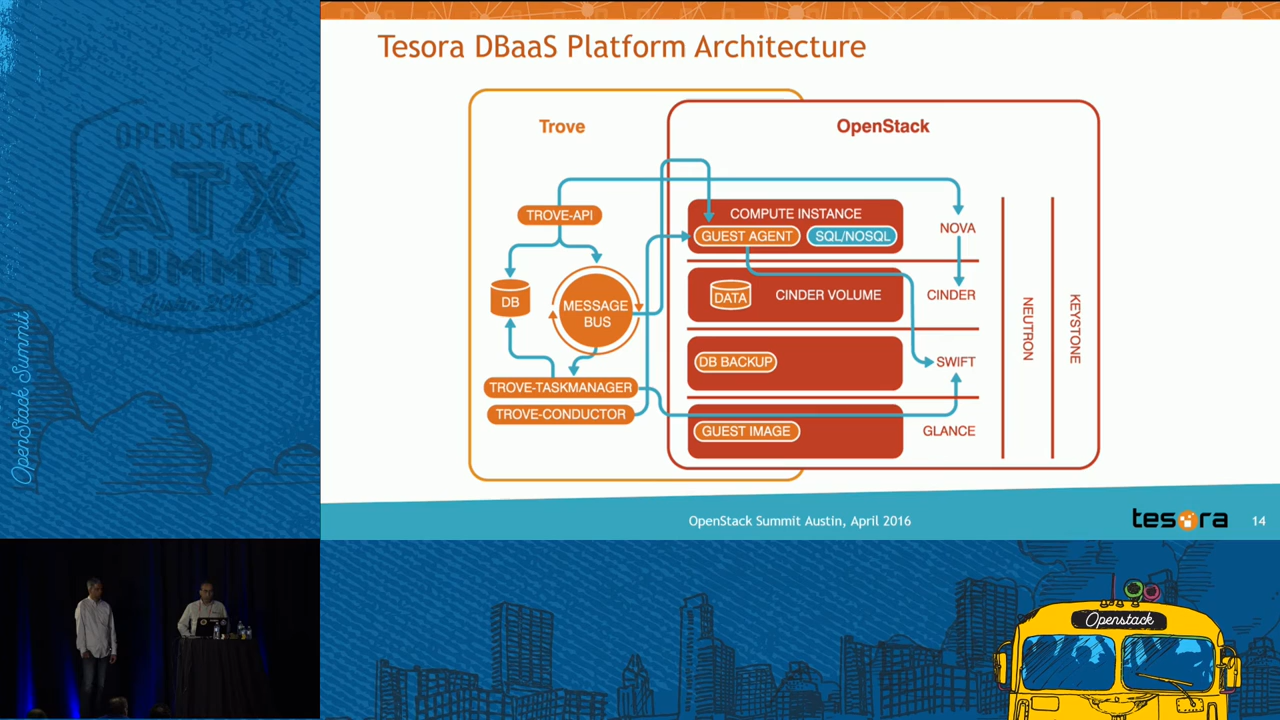 Tesora DBaaS Platform Architecture
Trove
OpenStack
TROVE-API
DB
MESSAGE
BUS
TROVE-TASKMANAGER
TROVE-CONDUCTOR
COMPUTE INSTANCE
GUEST AGENT
SQL/NOSQL
NOVA
DATA
CINDER VOLUME
CINDER
DB BACKUP
SWIFT
GUEST IMAGE
GLANCE
NEUTRON
KEYSTONE
OpenStack Summit Austin, April 2016
tesora
14
OPENSTACK
ATX
SUMMIT
OpenStack Summit
Openstack